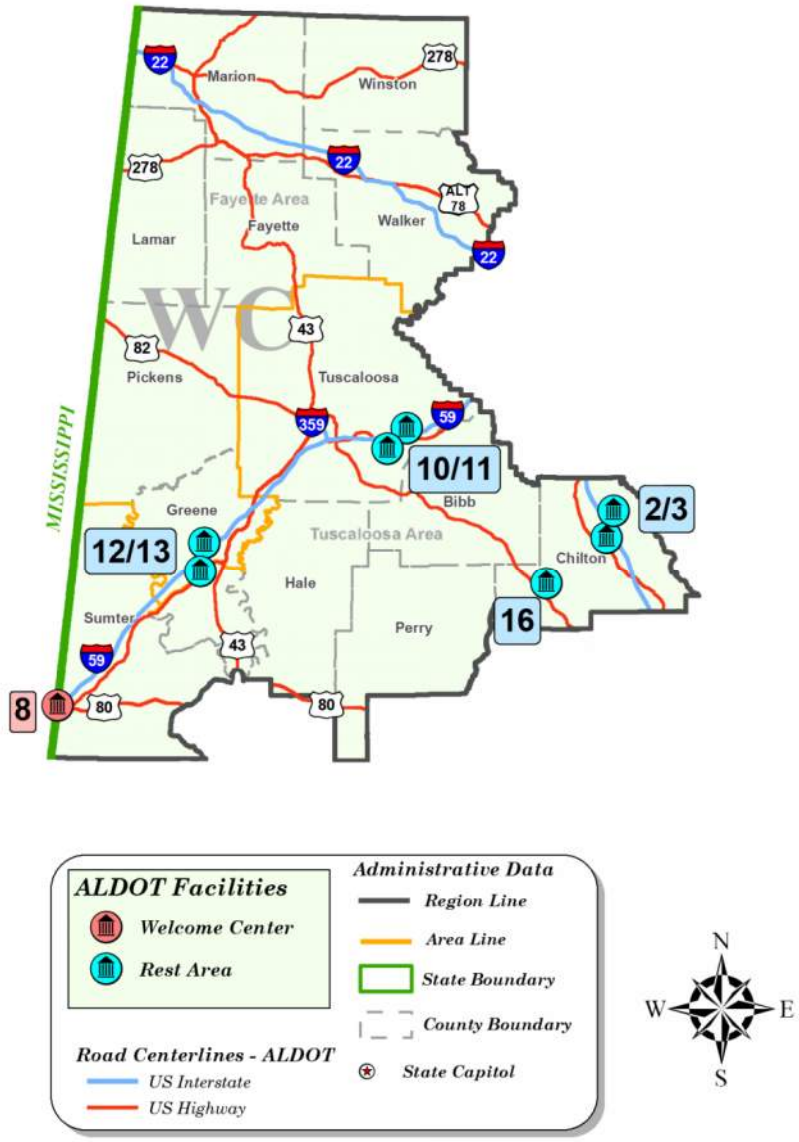 278
22
Marion
Winston
278
22
ALT
78
Fayette Area
Walker
Fayette
Lamar
22
WC
43
82
Pickens
Tuscaloosa
MISSISSIPPI
359
59
10/11
Bibb
2/3
Greene
12/13
Tuscaloosa Area
Chilton
Hale
16
Sumter
Perry
43
59
8
80
80
ALDOT Facilities
Welcome Center
Rest Area
Road Centerlines - ALDOT
US Interstate
US Highway
Administrative Data
Region Line
Area Line
State Boundary
County Boundary
State Capitol
N
W
E
S